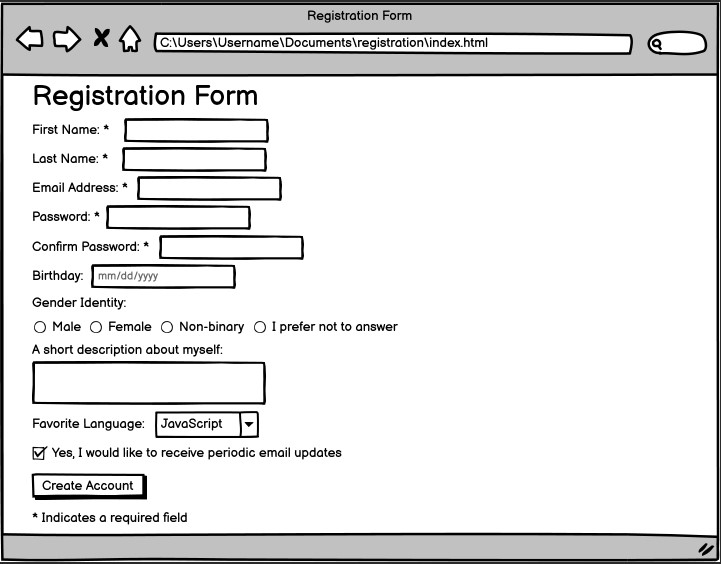 Registration Form
C:\Users\Username\Documents\registration\index.html
Registration Form
First Name: *
Last Name: *
Email Address: *
Password: *
Confirm Password: *
Birthday: mm/dd/yyyy
Gender Identity:
Male Female Non-binary I prefer not to answer
A short description about myself:
Favorite Language: JavaScript
Yes, I would like to receive periodic email updates
Create Account
* Indicates a required field